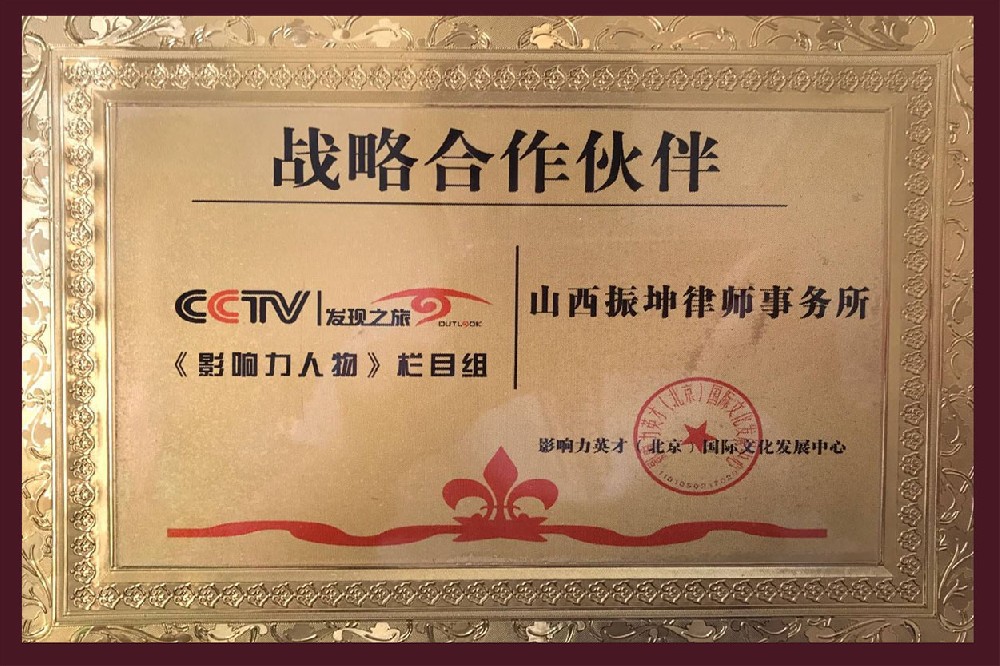 战略合作伙伴
CCTV 发现之旅 OUTLOOK
《影响力人物》栏目组
山西振坤律师事务所
影响力英才(北京)国际文化发展中心